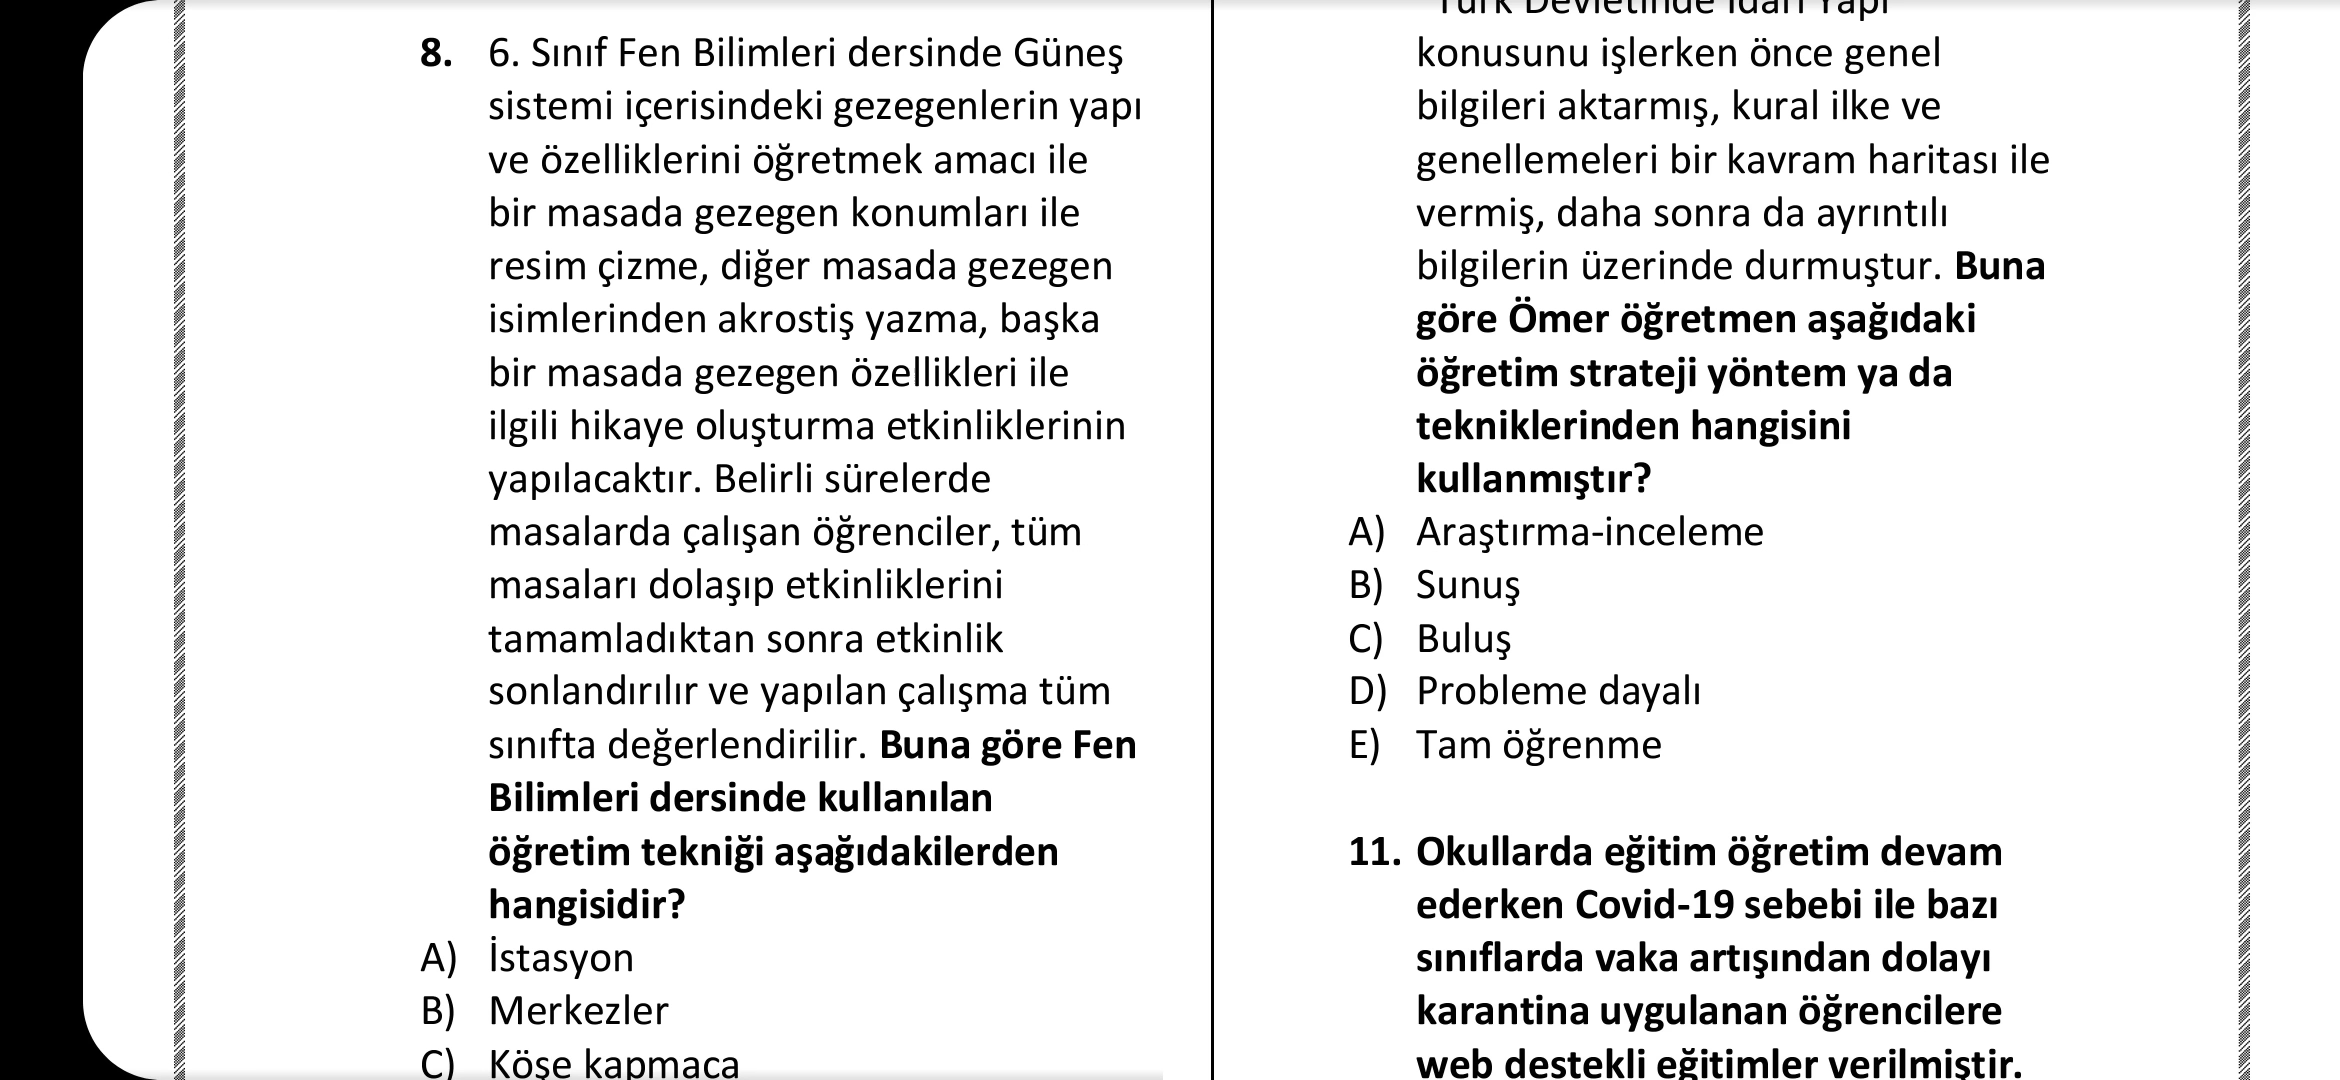 8. 6. Sınıf Fen Bilimleri dersinde Güneş
sistemi içerisindeki gezegenlerin yapı
ve özelliklerini öğretmek amacı ile
bir masada gezegen konumları ile
resim çizme, diğer masada gezegen
isimlerinden akrostiş yazma, başka
bir masada gezegen özellikleri ile
ilgili hikaye oluşturma etkinliklerinin
yapılacaktır. Belirli sürelerde
masalarda çalışan öğrenciler, tüm
masaları dolaşıp etkinliklerini
tamamladıktan sonra etkinlik
sonlandırılır ve yapılan çalışma tüm
sınıfta değerlendirilir. Buna göre Fen
Bilimleri dersinde kullanılan
öğretim tekniği aşağıdakilerden
hangisidir?
A) İstasyon
B) Merkezler
C) Köşe kapmaca
Türk Devletinde İdari Yapı
konusunu işlerken önce genel
bilgileri aktarmış, kural ilke ve
genellemeleri bir kavram haritası ile
vermiş, daha sonra da ayrıntılı
bilgilerin üzerinde durmuştur. Buna
göre Ömer öğretmen aşağıdaki
öğretim strateji yöntem ya da
tekniklerinden hangisini
kullanmıştır?
A) Araştırma-inceleme
B) Sunuş
C) Buluş
D) Probleme dayalı
E) Tam öğrenme
11. Okullarda eğitim öğretim devam
ederken Covid-19 sebebi ile bazı
sınıflarda vaka artışından dolayı
karantina uygulanan öğrencilere
web destekli eğitimler verilmiştir.